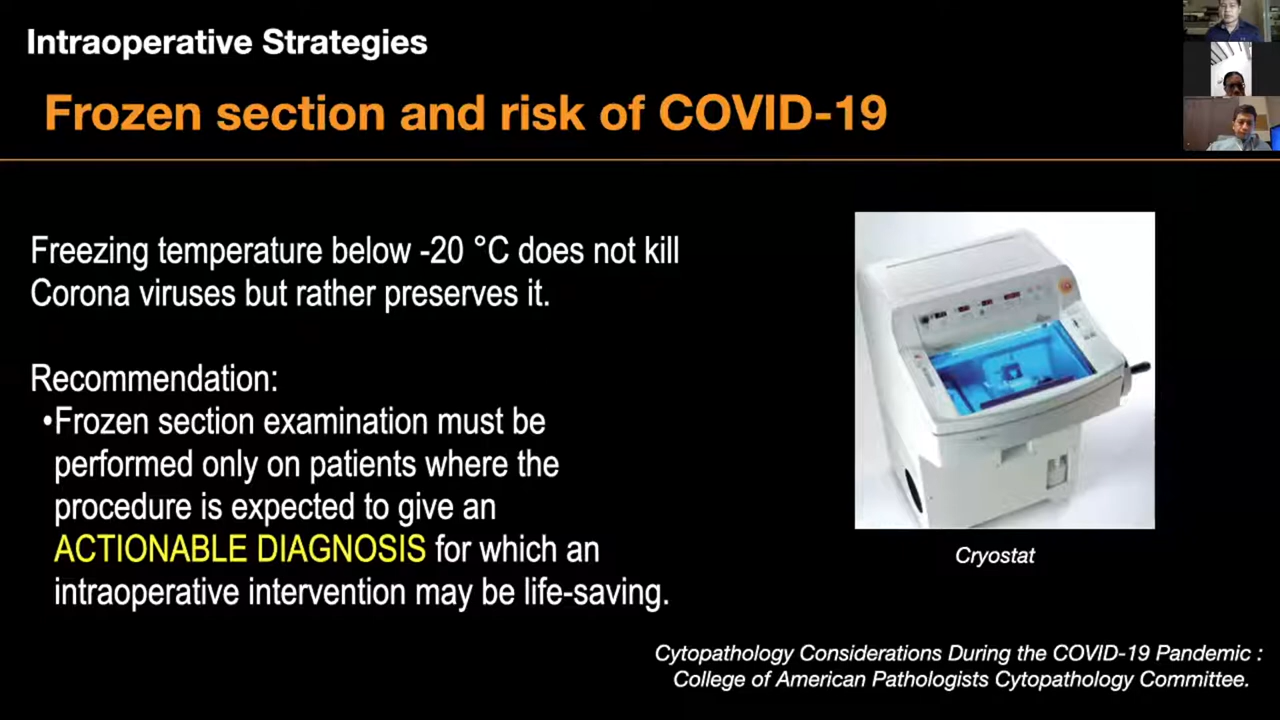 Intraoperative Strategies
Frozen section and risk of COVID-19
Freezing temperature below -20 °C does not kill
Corona viruses but rather preserves it.
Recommendation:
•Frozen section examination must be
performed only on patients where the
procedure is expected to give an
ACTIONABLE DIAGNOSIS for which an
intraoperative intervention may be life-saving.
Cryostat
Cytopathology Considerations During the COVID-19 Pandemic :
College of American Pathologists Cytopathology Committee.